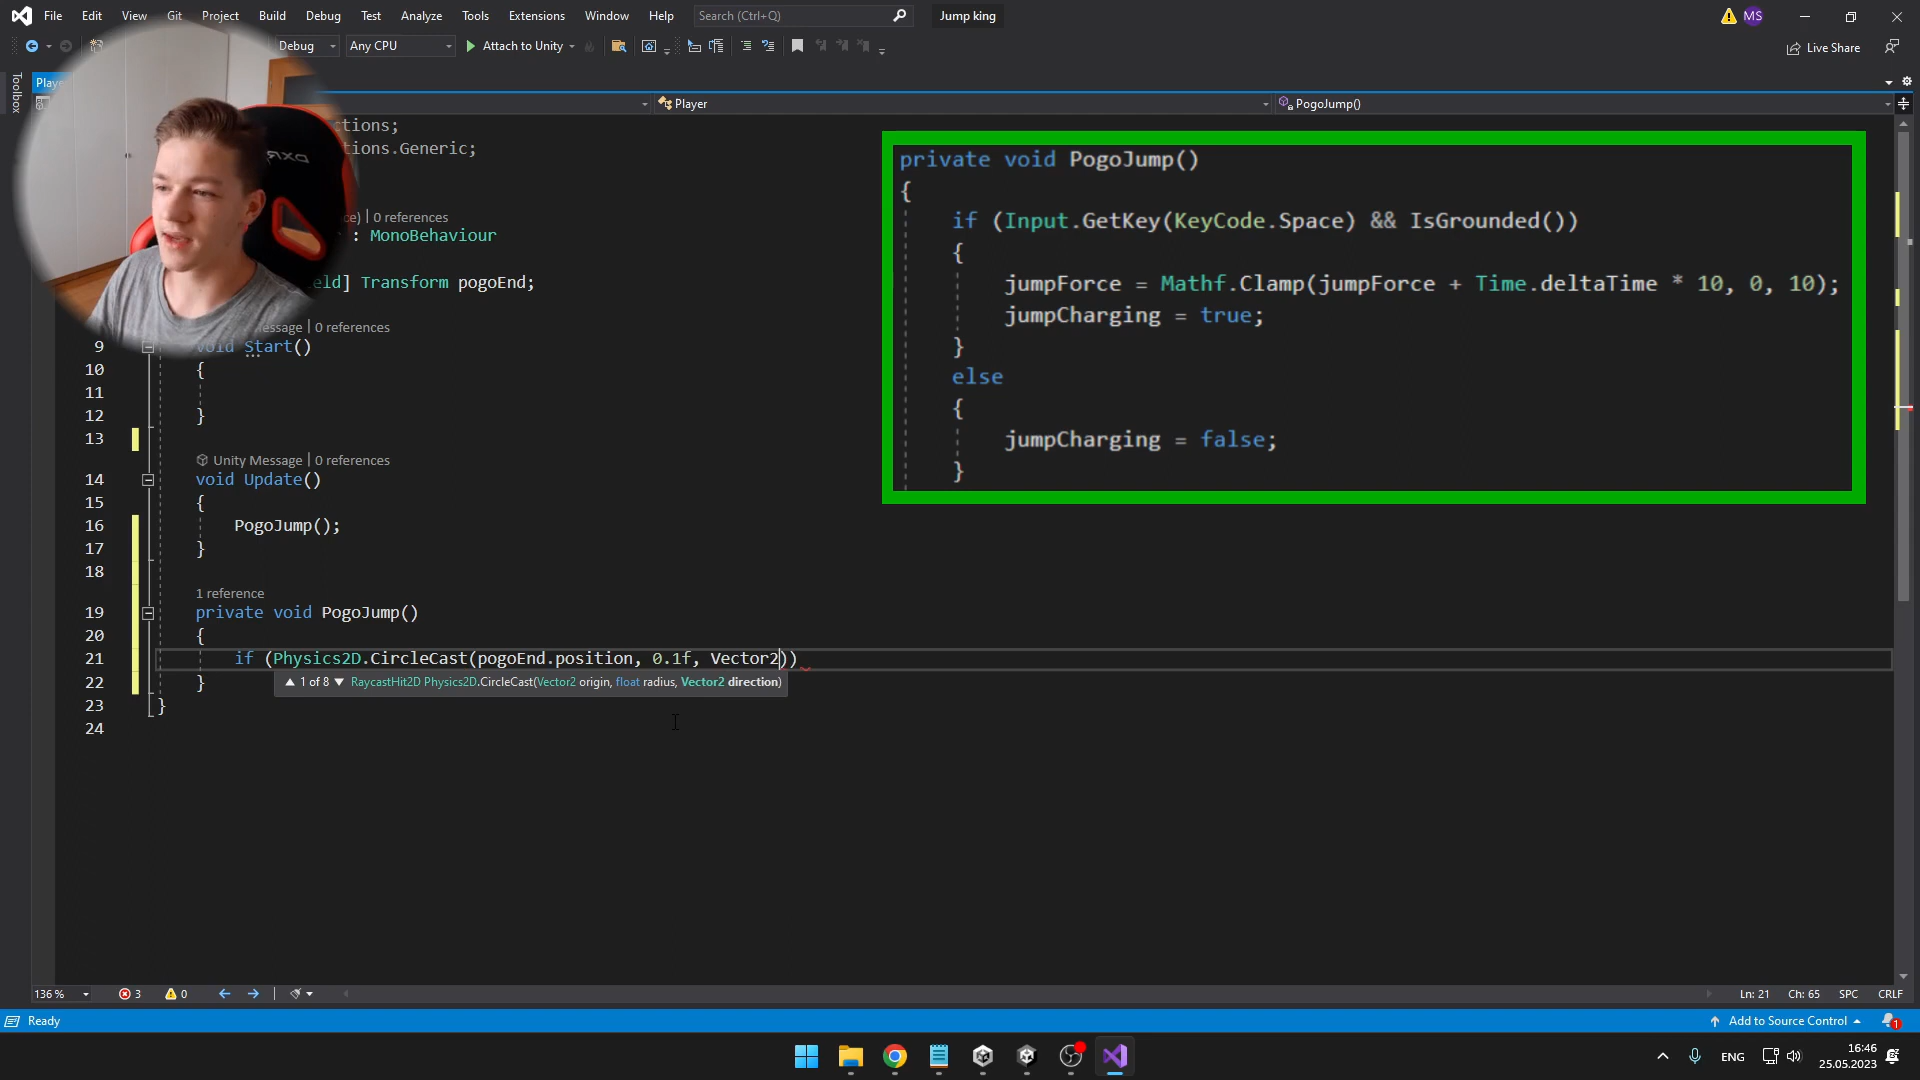 File Edit View Git Project Build Debug Test Analyze Tools Extensions Window Help Search (Ctrl+Q) Jump king MS
Debug Any CPU Attach to Unity Live Share
Toolbox
Player PogoJump()
ctions;
tions.Generic;
0 references
: MonoBehaviour
eld] Transform pogoEnd;
essage | 0 references
9 void Start()
10 {
11
12 }
13
Unity Message | 0 references
14 void Update()
15 {
16 PogoJump();
17 }
18
1 reference
19 private void PogoJump()
20 {
21 if (Physics2D.CircleCast(pogoEnd.position, 0.1f, Vector2))
1 of 8 RaycastHit2D Physics2D.CircleCast(Vector2 origin, float radius, Vector2 direction)
22 }
23 }
24
private void PogoJump()
{
if (Input.GetKey(KeyCode.Space) && IsGrounded())
{
jumpForce = Mathf.Clamp(jumpForce + Time.deltaTime * 10, 0, 10);
jumpCharging = true;
}
else
{
jumpCharging = false;
}
136 % 3 0 Ln: 21 Ch: 65 SPC CRLF
Ready Add to Source Control 1
ENG 16:46
25.05.2023